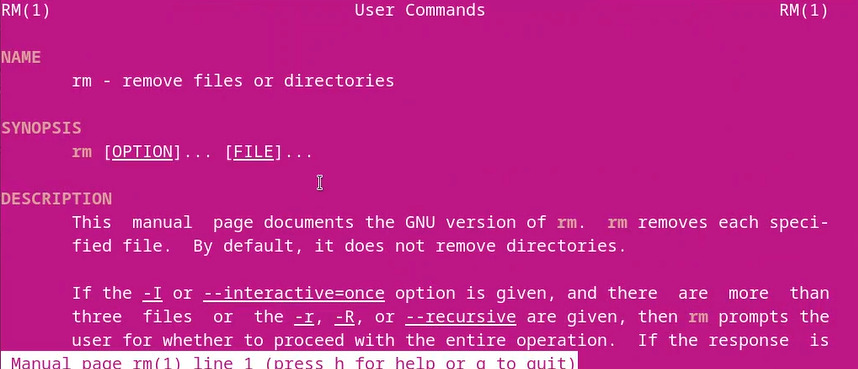 RM(1) User Commands RM(1)
NAME
rm - remove files or directories
SYNOPSIS
rm [OPTION]... [FILE]...
DESCRIPTION
This manual page documents the GNU version of rm. rm removes each speci-
fied file. By default, it does not remove directories.
If the -I or --interactive=once option is given, and there are more than
three files or the -r, -R, or --recursive are given, then rm prompts the
user for whether to proceed with the entire operation. If the response is
Manual page rm(1) line 1 (press h for help or q to quit)